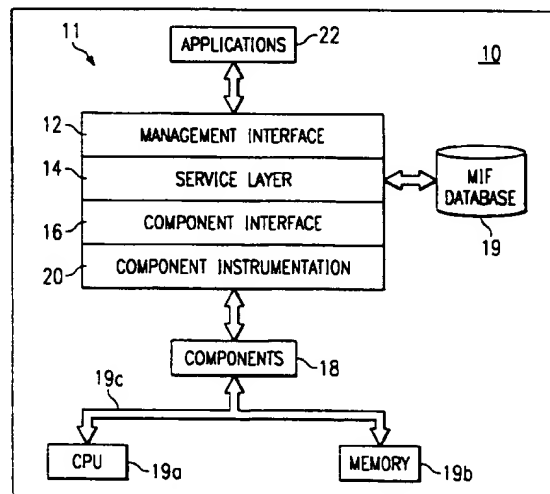 11
APPLICATIONS
22
10
12
MANAGEMENT INTERFACE
14
SERVICE LAYER
MIF
DATABASE
19
16
COMPONENT INTERFACE
20
COMPONENT INSTRUMENTATION
COMPONENTS
18
19c
CPU
19a
MEMORY
19b